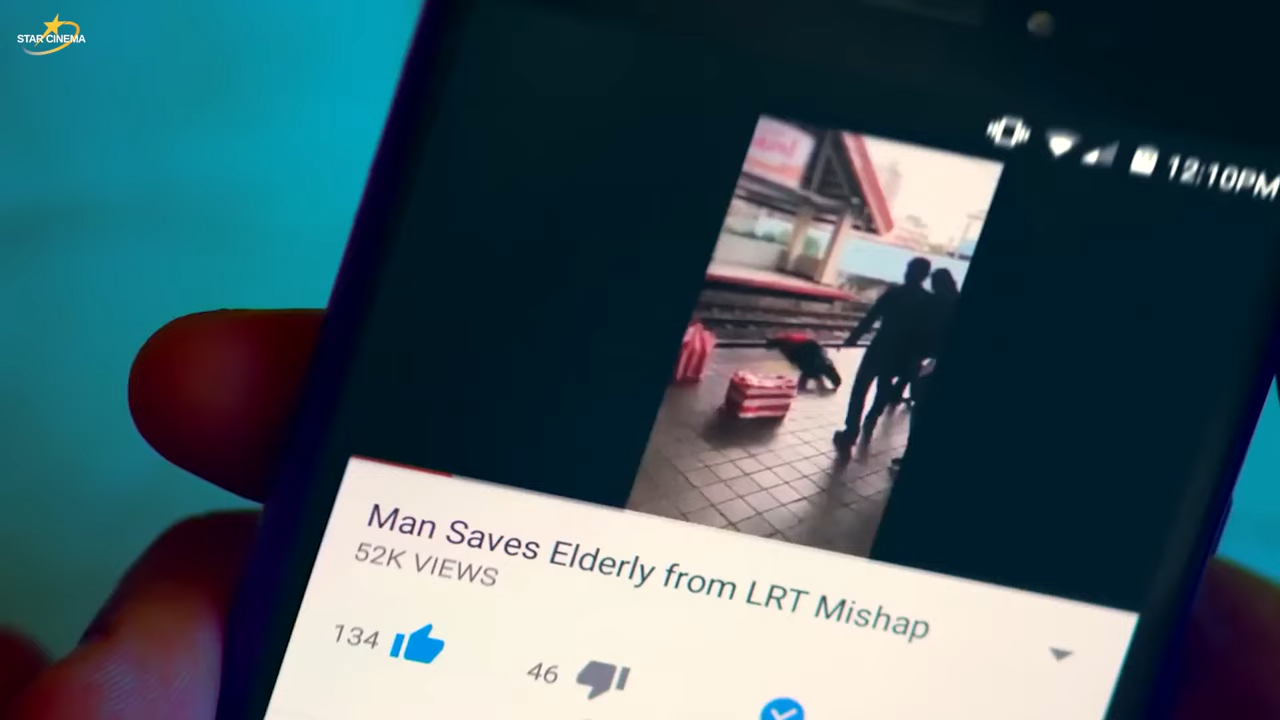 STAR CINEMA
12:10PM
Man Saves Elderly from LRT Mishap
52K VIEWS
134
46